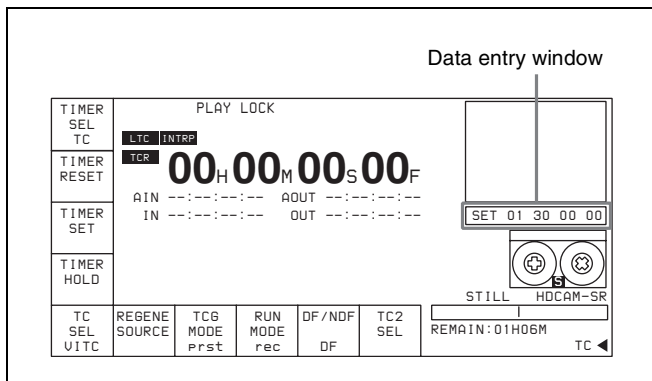 Data entry window
TIMER
SEL
TC
PLAY LOCK
LTC INTRP
TIMER
RESET
TCR 00H 00M 00S 00F
AIN --:--:--:-- AOUT --:--:--:--
TIMER
SET
IN --:--:--:-- OUT --:--:--:--
SET 01 30 00 00
TIMER
HOLD
S
STILL HDCAM-SR
TC
SEL
VITC
REGENE
SOURCE
TCG
MODE
prst
RUN
MODE
rec
DF/NDF
DF
TC2
SEL
REMAIN:01H06M
TC ◀